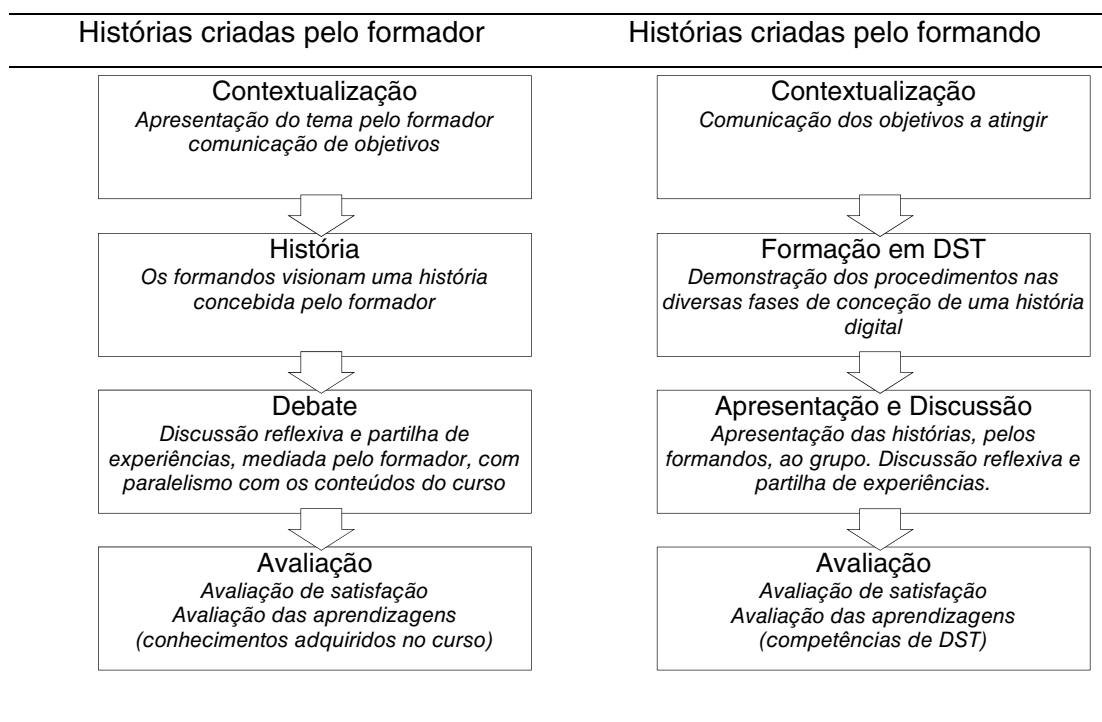 Histórias criadas pelo formador
Histórias criadas pelo formando
Contextualização
Apresentação do tema pelo formador
comunicação de objetivos
História
Os formandos visionam uma história
concebida pelo formador
Debate
Discussão reflexiva e partilha de
experiências, mediada pelo formador, com
paralelismo com os conteúdos do curso
Avaliação
Avaliação de satisfação
Avaliação das aprendizagens
(conhecimentos adquiridos no curso)
Contextualização
Comunicação dos objetivos a atingir
Formação em DST
Demonstração dos procedimentos nas
diversas fases de conceção de uma história
digital
Apresentação e Discussão
Apresentação das histórias, pelos
formandos, ao grupo. Discussão reflexiva e
partilha de experiências.
Avaliação
Avaliação de satisfação
Avaliação das aprendizagens
(competências de DST)